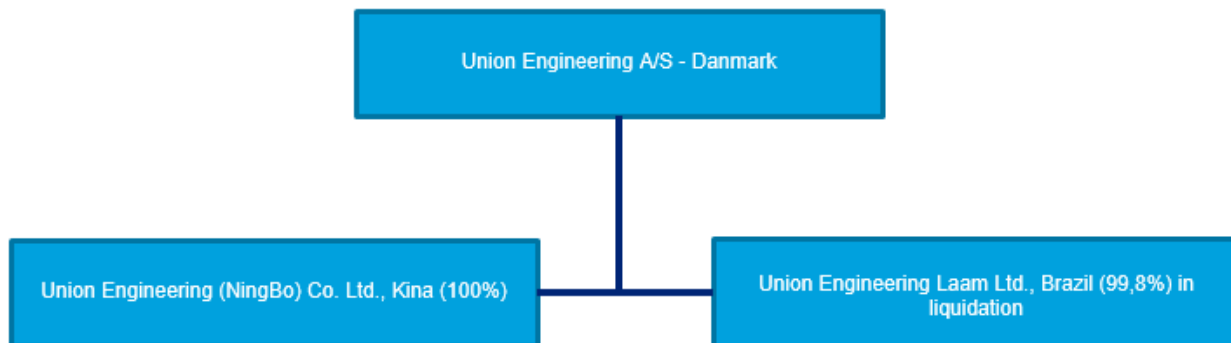 Union Engineering A/S - Danmark
Union Engineering (NingBo) Co. Ltd., Kina (100%)
Union Engineering Laam Ltd., Brazil (99,8%) in
liquidation